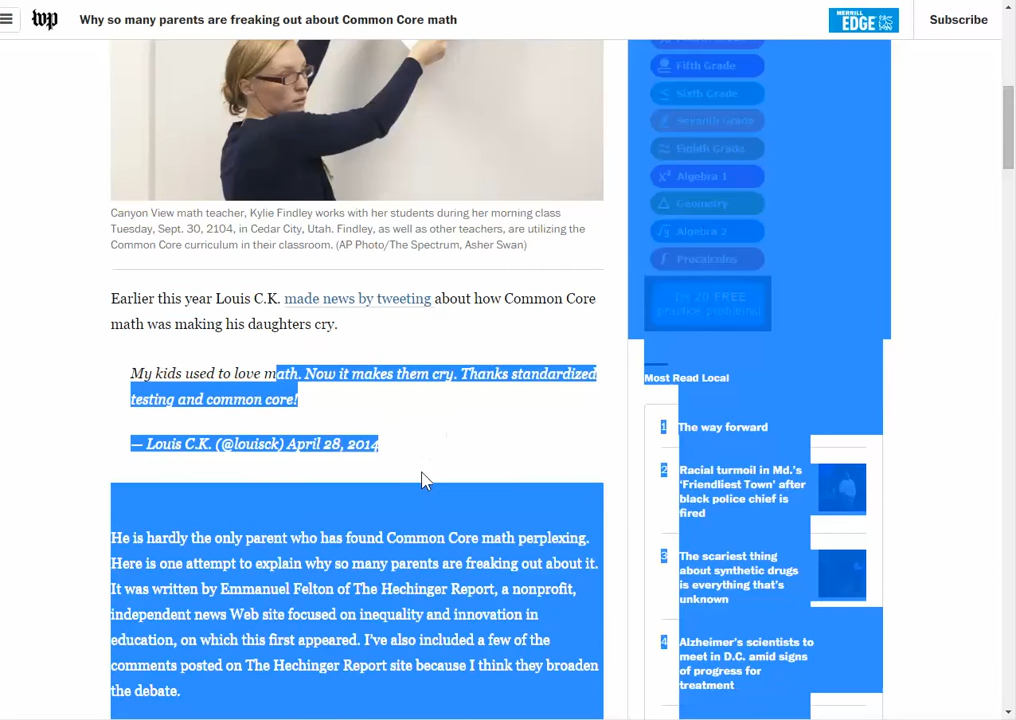 wp
Why so many parents are freaking out about Common Core math
MERRILL
EDGE
Subscribe
Canyon View math teacher, Kylie Findley works with her students during her morning class
Tuesday, Sept. 30, 2104, in Cedar City, Utah. Findley, as well as other teachers, are utilizing the
Common Core curriculum in their classroom. (AP Photo/The Spectrum, Asher Swan)
Earlier this year Louis C.K. made news by tweeting about how Common Core
math was making his daughters cry.
My kids used to love math. Now it makes them cry. Thanks standardized
testing and common core!
— Louis C.K. (@louisck) April 28, 2014
He is hardly the only parent who has found Common Core math perplexing.
Here is one attempt to explain why so many parents are freaking out about it.
It was written by Emmanuel Felton of The Hechinger Report, a nonprofit,
independent news Web site focused on inequality and innovation in
education, on which this first appeared. I've also included a few of the
comments posted on The Hechinger Report site because I think they broaden
the debate.
Fifth Grade
Sixth Grade
Seventh Grade
Eighth Grade
X² Algebra 1
Geometry
Algebra 2
Precalculus
20 FREE
practice problems!
Most Read Local
1 The way forward
2 Racial turmoil in Md.'s
'Friendliest Town' after
black police chief is
fired
3 The scariest thing
about synthetic drugs
is everything that's
unknown
4 Alzheimer's scientists to
meet in D.C. amid signs
of progress for
treatment